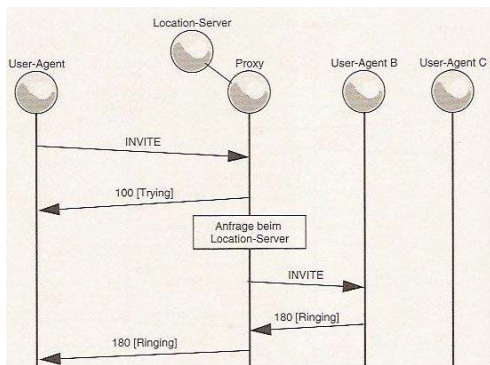 Location-Server
User-Agent
Proxy
User-Agent B
User-Agent C
INVITE
100 [Trying]
Anfrage beim
Location-Server
INVITE
180 [Ringing]
180 [Ringing]